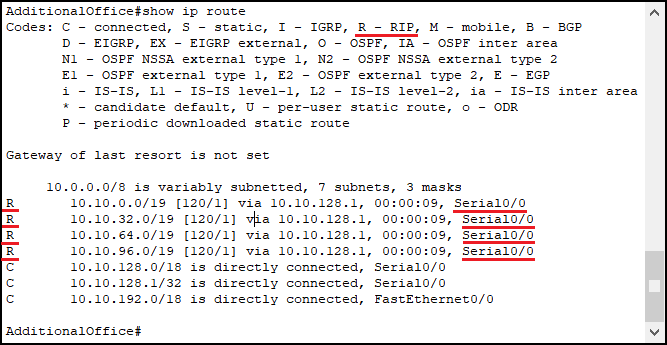 AdditionalOffice#show ip route
Codes: C - connected, S - static, I - IGRP, R - RIP, M - mobile, B - BGP
D - EIGRP, EX - EIGRP external, O - OSPF, IA - OSPF inter area
N1 - OSPF NSSA external type 1, N2 - OSPF NSSA external type 2
E1 - OSPF external type 1, E2 - OSPF external type 2, E - EGP
i - IS-IS, L1 - IS-IS level-1, L2 - IS-IS level-2, ia - IS-IS inter area
* - candidate default, U - per-user static route, o - ODR
P - periodic downloaded static route
Gateway of last resort is not set
10.0.0.0/8 is variably subnetted, 7 subnets, 3 masks
R 10.10.0.0/19 [120/1] via 10.10.128.1, 00:00:09, Serial0/0
R 10.10.32.0/19 [120/1] via 10.10.128.1, 00:00:09, Serial0/0
R 10.10.64.0/19 [120/1] via 10.10.128.1, 00:00:09, Serial0/0
R 10.10.96.0/19 [120/1] via 10.10.128.1, 00:00:09, Serial0/0
C 10.10.128.0/18 is directly connected, Serial0/0
C 10.10.128.1/32 is directly connected, Serial0/0
C 10.10.192.0/18 is directly connected, FastEthernet0/0
AdditionalOffice#